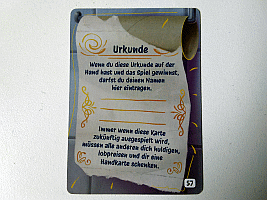 Urkunde
Wenn du diese Urkunde auf der
Hand hast und das Spiel gewinnst,
darfst du deinen Namen
hier eintragen.
Immer wenn diese Karte
zukünftig ausgespielt wird,
müssen alle anderen dich huldigen,
lobpreisen und dir eine
Handkarte schenken.
57